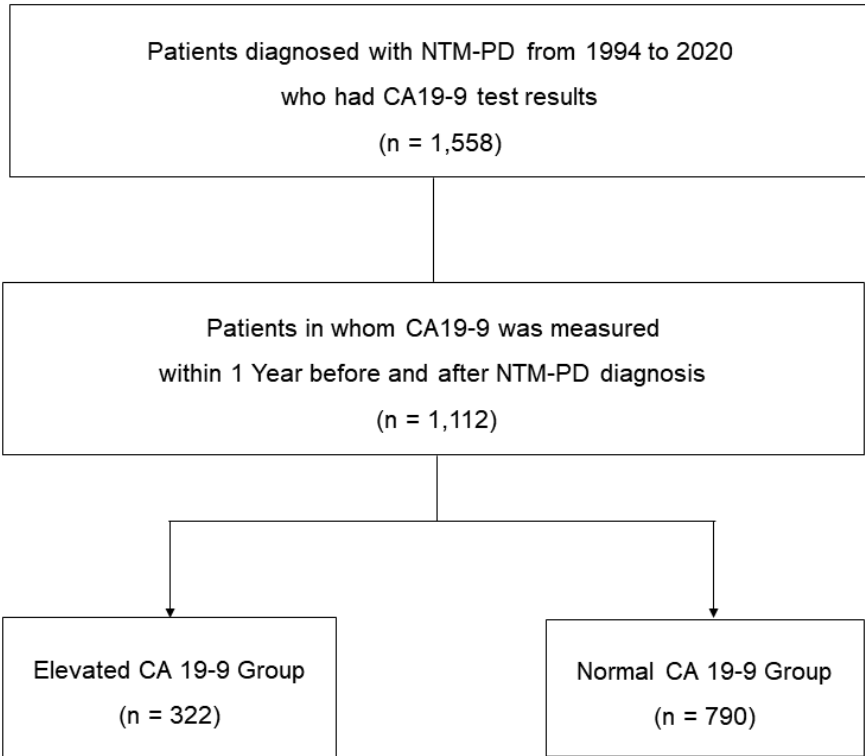 Patients diagnosed with NTM-PD from 1994 to 2020
who had CA19-9 test results
(n = 1,558)
Patients in whom CA19-9 was measured
within 1 Year before and after NTM-PD diagnosis
(n = 1,112)
Elevated CA 19-9 Group
(n = 322)
Normal CA 19-9 Group
(n = 790)